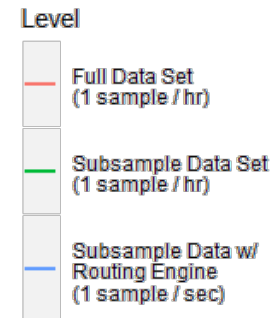 Level
Full Data Set
(1 sample / hr)
Subsample Data Set
(1 sample / hr)
Subsample Data w/
Routing Engine
(1 sample / sec)